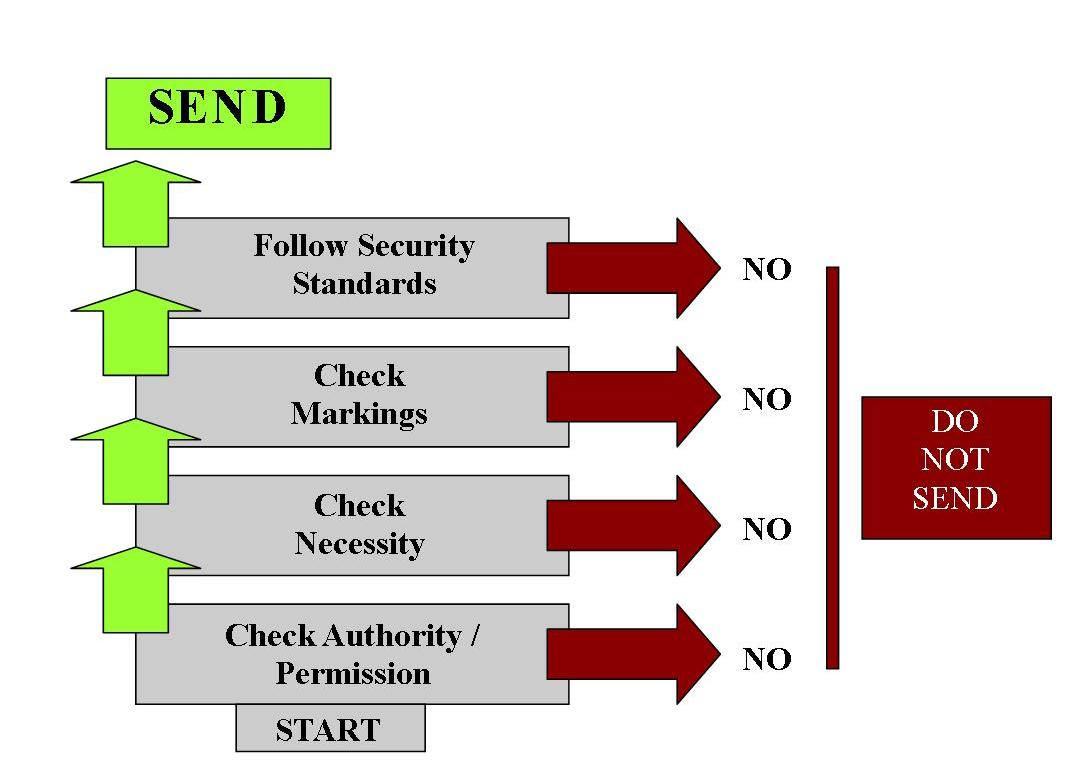 SEND
Follow Security
Standards
NO
Check
Markings
NO
Check
Necessity
NO
Check Authority /
Permission
NO
START
DO
NOT
SEND